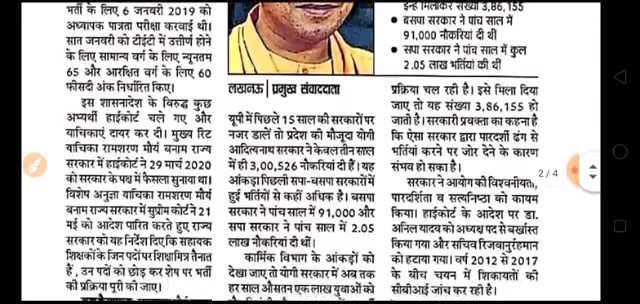 भर्ती के लिए 6 जनवरी 2019 को
अध्यापक पात्रता परीक्षा करवाई थी।
सात जनवरी को टीईटी में उत्तीर्ण होने
के लिए सामान्य वर्ग के लिए न्यूनतम
65 और आरक्षित वर्ग के लिए 60
फीसदी अंक निर्धारित किए।
इस शासनादेश के विरुद्ध कुछ
अभ्यर्थी हाईकोर्ट चले गए और
याचिकाएं दायर कर दी। मुख्य रिट
याचिका रामशरण मौर्य बनाम राज्य
सरकार में हाईकोर्ट ने 29 मार्च 2020
को सरकार के पक्ष में फैसला सुनाया था।
विशेष अनुज्ञा याचिका रामशरण मौर्य
बनाम राज्य सरकार में सुप्रीम कोर्ट ने 21
मई को आदेश पारित करते हुए राज्य
सरकार को यह निर्देश दिए कि सहायक
शिक्षकों के जिन पदों पर शिक्षामित्र तैनात
हैं, उन पदों को छोड़ कर शेष पर भर्ती
की प्रक्रिया पूरी की जाए।
लखनऊ | प्रमुख संवाददाता
यूपी में पिछले 15 साल की सरकारों पर
नजर डालें तो प्रदेश की मौजूदा योगी
आदित्यनाथ सरकार ने केवल तीन साल
में ही 3,00,526 नौकरियां दी हैं। यह
आंकड़ा पिछली सपा-बसपा सरकारों में
हुई भर्तियों से कहीं अधिक है। बसपा
सरकार ने पांच साल में 91,000 और
सपा सरकार ने पांच साल में 2.05
लाख नौकरियां दी थीं।
कार्मिक विभाग के आंकड़ों को
देखा जाए तो योगी सरकार में अब तक
हर साल औसतन एक लाख युवाओं को
इन्हें मिलाकर संख्या 3,86,155
• बसपा सरकार ने पांच साल में
91,000 नौकरियां दी थीं
• सपा सरकार ने पांच साल में कुल
2.05 लाख भर्तियां की थीं
प्रक्रिया चल रही है। इसे मिला दिया
जाए तो यह संख्या 3,86,155 हो
जाती है। सरकारी प्रवक्ता का कहना है
कि ऐसा सरकार द्वारा पारदर्शी ढंग से
भर्तियां करने पर जोर देने के कारण
संभव हो सका है।
सरकार ने आयोग की विश्वनीयता,
पारदर्शिता व सत्यनिष्ठा को कायम
किया। हाईकोर्ट के आदेश पर डा.
अनिल यादव को अध्यक्ष पद से बर्खास्त
किया गया और सचिव रिजवानुर्रहमान
को हटाया गया। वर्ष 2012 से 2017
के बीच चयन में शिकायतों की
सीबीआई जांच कर रही है।
2/4